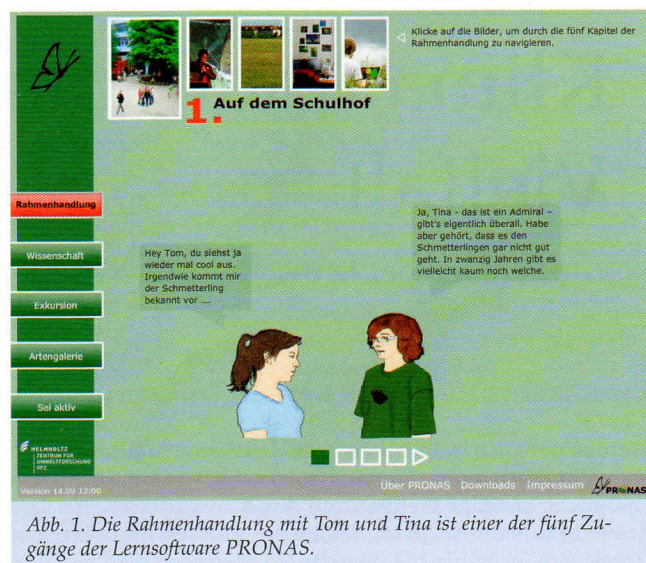 Klicke auf die Bilder, um durch die fünf Kapitel der
Rahmenhandlung zu navigieren.
1. Auf dem Schulhof
Rahmenhandlung
Wissenschaft
Exkursion
Artengalerie
Sei aktiv
Hey Tom, du siehst ja
wieder mal cool aus.
Irgendwie kommt mir
der Schmetterling
bekannt vor ....
Ja, Tina - das ist ein Admiral -
gibt's eigentlich überall. Habe
aber gehört, dass es den
Schmetterlingen gar nicht gut
geht. In zwanzig Jahren gibt es
vielleicht kaum noch welche.
HELMHOLTZ
ZENTRUM FÜR
UMWELTFORSCHUNG
UFZ
Version 14.09 12:00
Über PRONAS Downloads Impressum PRONAS
Abb. 1. Die Rahmenhandlung mit Tom und Tina ist einer der fünf Zu-
gänge der Lernsoftware PRONAS.